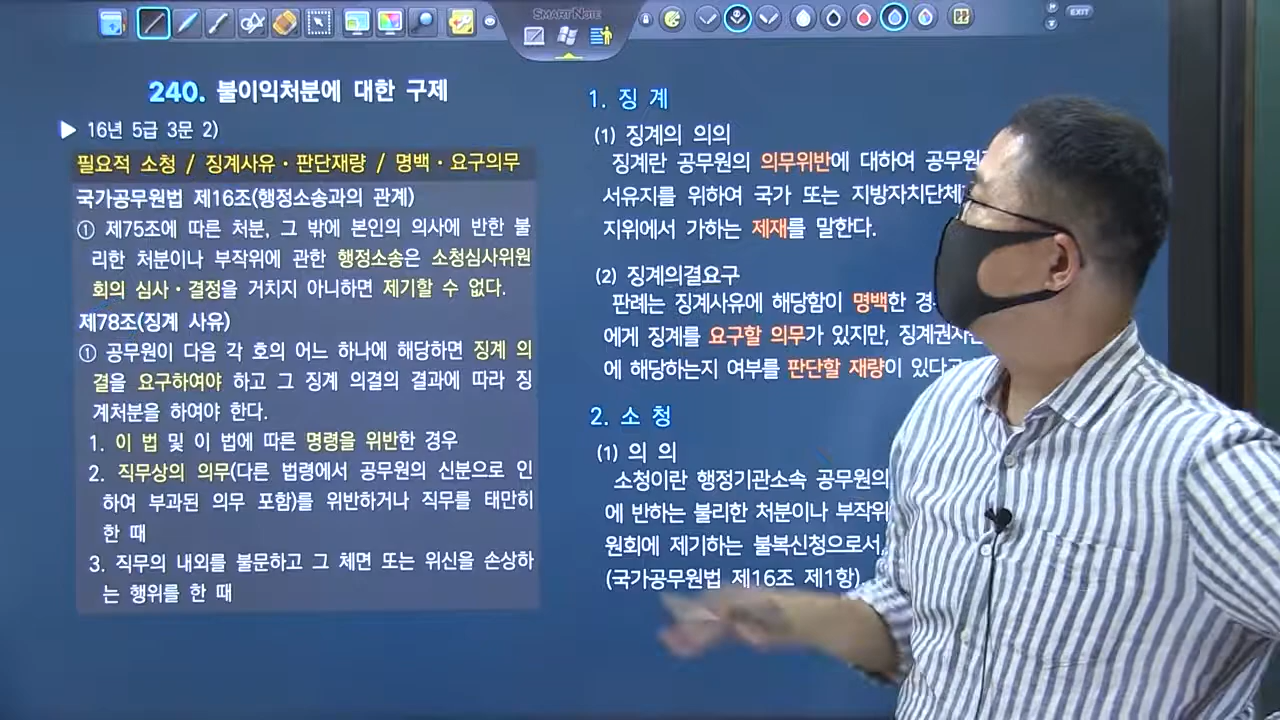 SMART NOTE
EXIT
240. 불이익처분에 대한 구제
▶ 16년 5급 3문 2)
필요적 소청 / 징계사유·판단재량 / 명백·요구의무
국가공무원법 제16조(행정소송과의 관계)
① 제75조에 따른 처분, 그 밖에 본인의 의사에 반한 불
리한 처분이나 부작위에 관한 행정소송은 소청심사위원
회의 심사·결정을 거치지 아니하면 제기할 수 없다.
제78조(징계 사유)
① 공무원이 다음 각 호의 어느 하나에 해당하면 징계 의
결을 요구하여야 하고 그 징계 의결의 결과에 따라 징
계처분을 하여야 한다.
1. 이 법 및 이 법에 따른 명령을 위반한 경우
2. 직무상의 의무(다른 법령에서 공무원의 신분으로 인
하여 부과된 의무 포함)를 위반하거나 직무를 태만히
한 때
3. 직무의 내외를 불문하고 그 체면 또는 위신을 손상하
는 행위를 한 때
1. 징 계
(1) 징계의 의의
징계란 공무원의 의무위반에 대하여 공무원
서유지를 위하여 국가 또는 지방자치단체
지위에서 가하는 제재를 말한다.
(2) 징계의결요구
판례는 징계사유에 해당함이 명백한 경
에게 징계를 요구할 의무가 있지만, 징계권자
에 해당하는지 여부를 판단할 재량이 있다
2. 소 청
(1) 의 의
소청이란 행정기관소속 공무원의
에 반하는 불리한 처분이나 부작위
원회에 제기하는 불복신청으로서,
(국가공무원법 제16조 제1항)